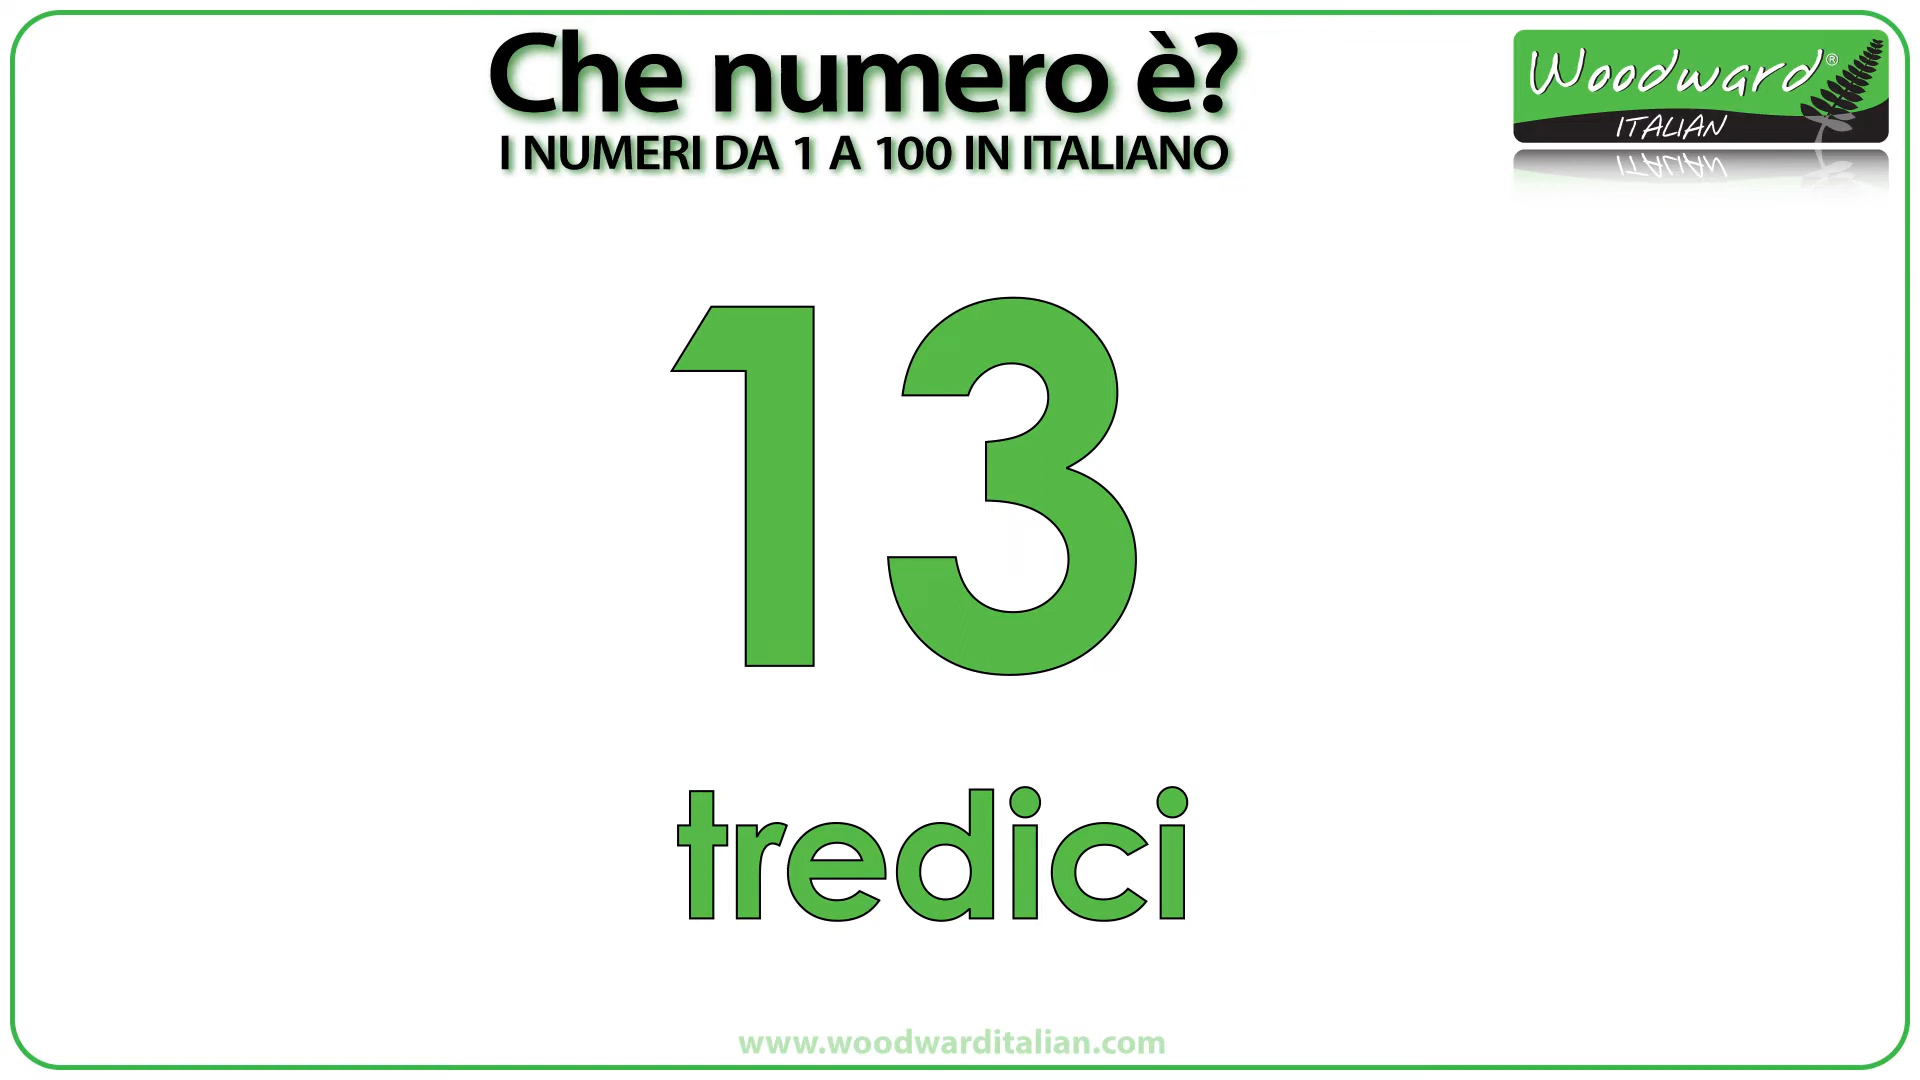 Che numero è?
I NUMERI DA 1 A 100 IN ITALIANO
Woodward®
ITALIAN
13
tredici
www.woodwarditalian.com